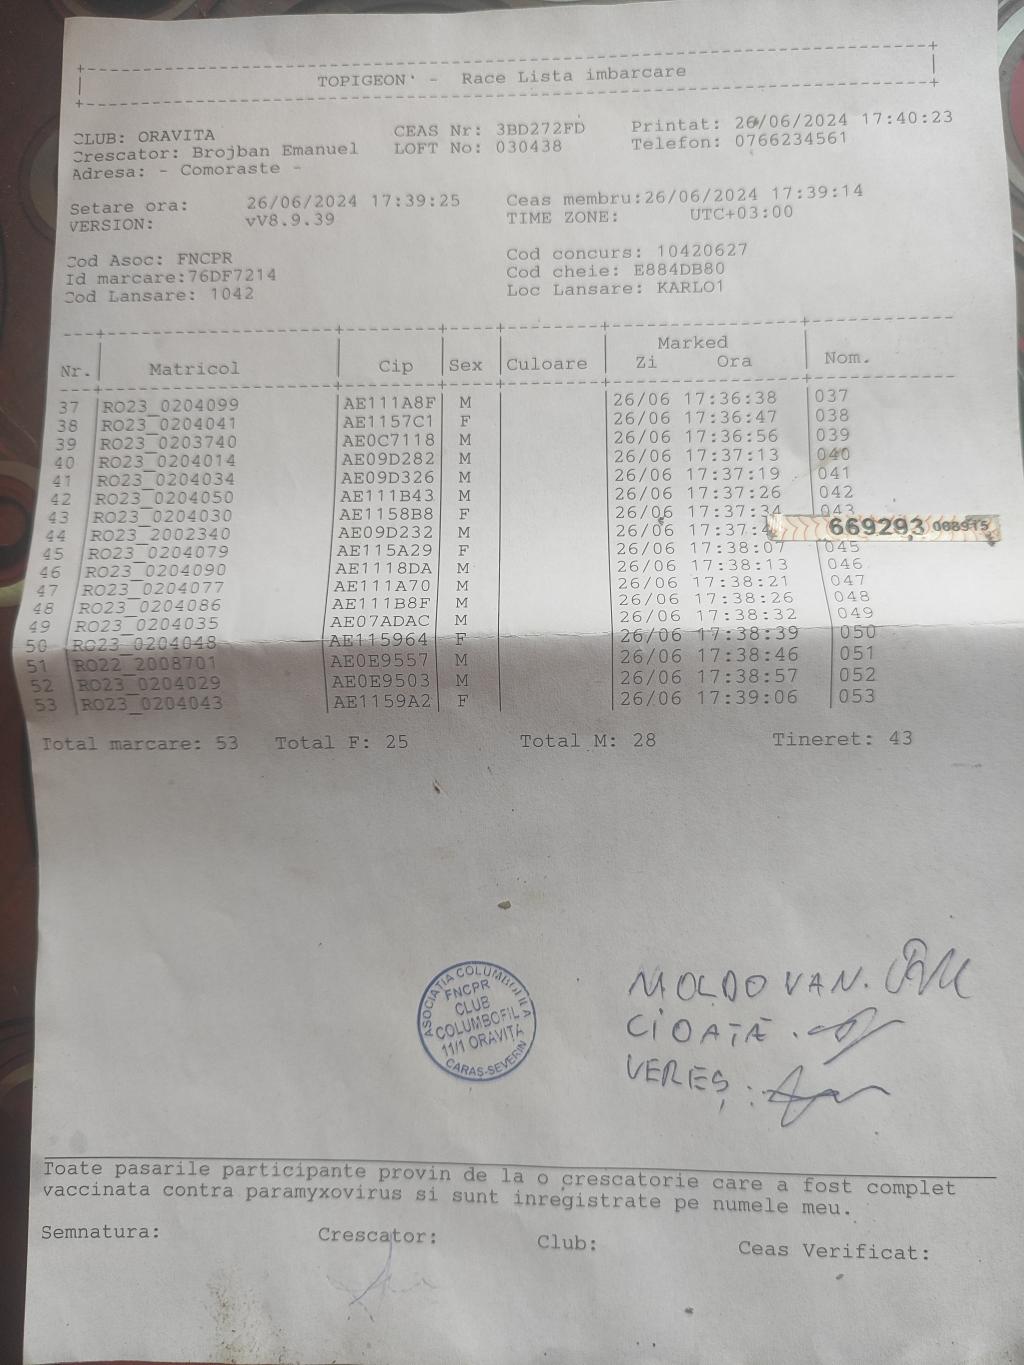 TOPIGEON' - Race Lista imbarcare
CLUB: ORAVITA CEAS Nr: 3BD272FD Printat: 26/06/2024 17:40:23
Crescator: Brojban Emanuel LOFT No: 030438 Telefon: 0766234561
Adresa: - Comoraste -
Setare ora: 26/06/2024 17:39:25 Ceas membru:26/06/2024 17:39:14
VERSION: vV8.9.39 TIME ZONE: UTC+03:00
Cod Asoc: FNCPR Cod concurs: 10420627
Id marcare:76DF7214 Cod cheie: E884DB80
Cod Lansare: 1042 Loc Lansare: KARLO1
Marked
Nr. Matricol Cip Sex Culoare Zi Ora Nom.
37 RO23_0204099 AE111A8F M 26/06 17:36:38 037
38 RO23_0204041 AE1157C1 F 26/06 17:36:47 038
39 RO23_0203740 AE0C7118 M 26/06 17:36:56 039
40 RO23_0204014 AE09D282 M 26/06 17:37:13 040
41 RO23_0204034 AE09D326 M 26/06 17:37:19 041
42 RO23_0204050 AE111B43 M 26/06 17:37:26 042
43 RO23_0204030 AE1158B8 F 26/06 17:37:34 043
44 RO23_2002340 AE09D232 M 26/06 17:37:4
669293 008915
45 RO23_0204079 AE115A29 F 26/06 17:38:07 045
46 RO23_0204090 AE1118DA M 26/06 17:38:13 046
47 RO23_0204077 AE111A70 M 26/06 17:38:21 047
48 RO23_0204086 AE111B8F M 26/06 17:38:26 048
49 RO23_0204035 AE07ADAC M 26/06 17:38:32 049
50 RO23_0204048 AE115964 F 26/06 17:38:39 050
51 RO22_2008701 AE0E9557 M 26/06 17:38:46 051
52 RO23_0204029 AE0E9503 M 26/06 17:38:57 052
53 RO23_0204043 AE1159A2 F 26/06 17:39:06 053
Total marcare: 53 Total F: 25 Total M: 28 Tineret: 43
ASOCIATIA COLUMBOFILA
FNCPR
CLUB
COLUMBOFIL
11/1 ORAVIȚA
CARAS-SEVERIN
MOLDOVAN.
CIOATĂ.
VEREȘ:
Toate pasarile participante provin de la o crescatorie care a fost complet
vaccinata contra paramyxovirus si sunt inregistrate pe numele meu.
Semnatura: Crescator: Club: Ceas Verificat: